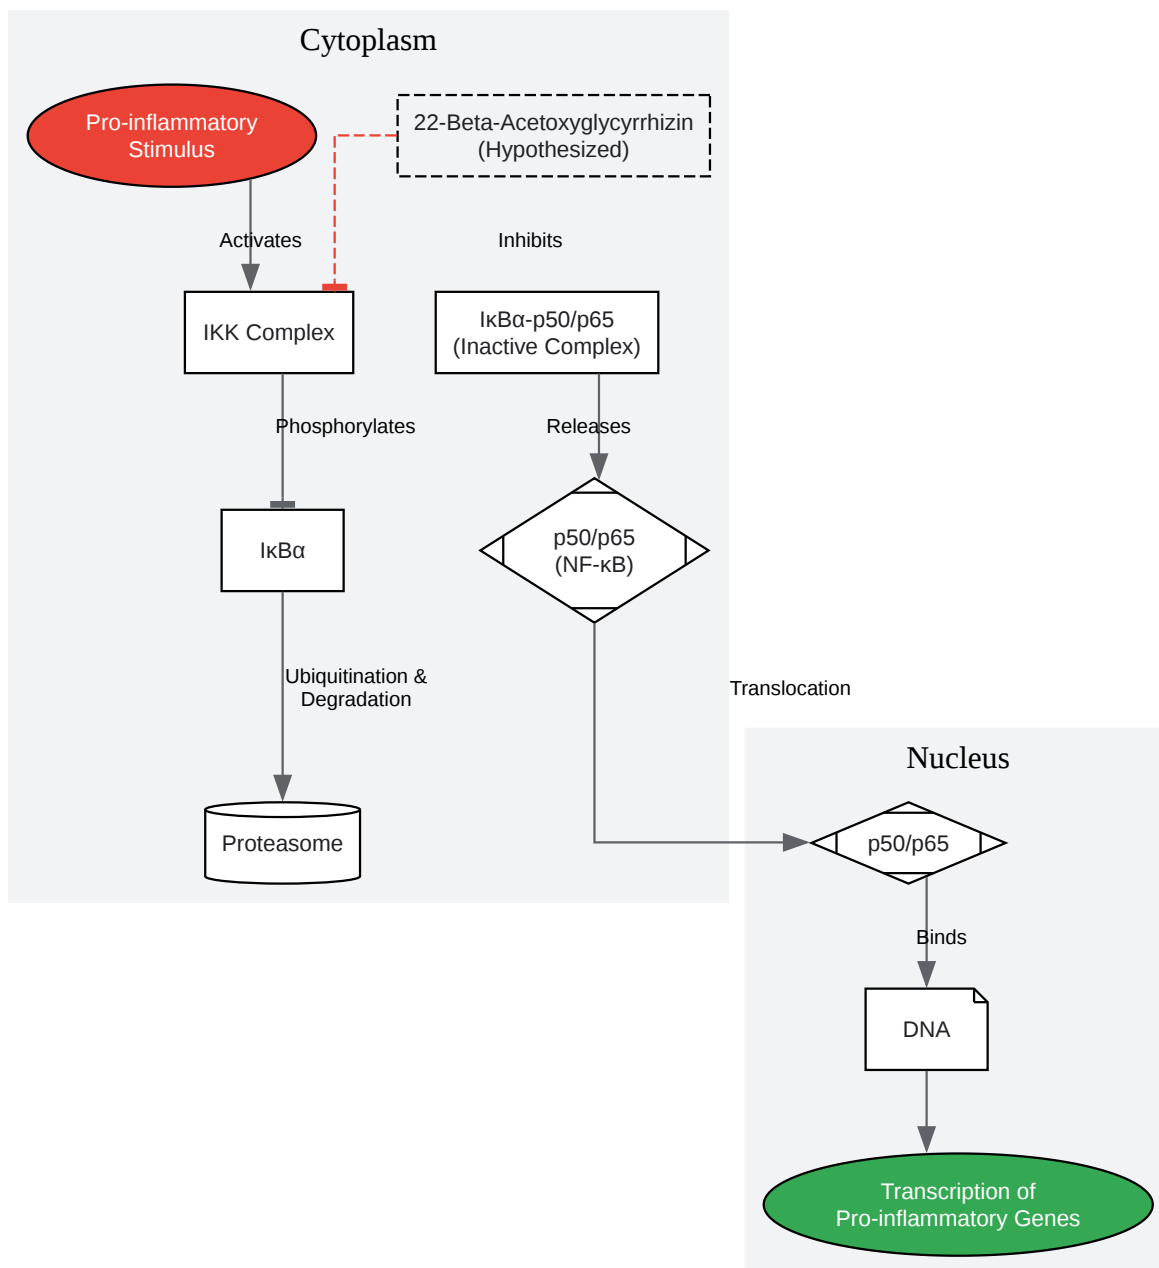 Cytoplasm
Pro-inflammatory
Stimulus
22-Beta-Acetoxyglycyrrhizin
(Hypothesized)
Activates
Inhibits
IKK Complex
IκBα-p50/p65
(Inactive Complex)
Phosphorylates
Releases
IκBα
p50/p65
(NF-κB)
Ubiquitination &
Degradation
Translocation
Nucleus
Proteasome
p50/p65
Binds
DNA
Transcription of
Pro-inflammatory Genes